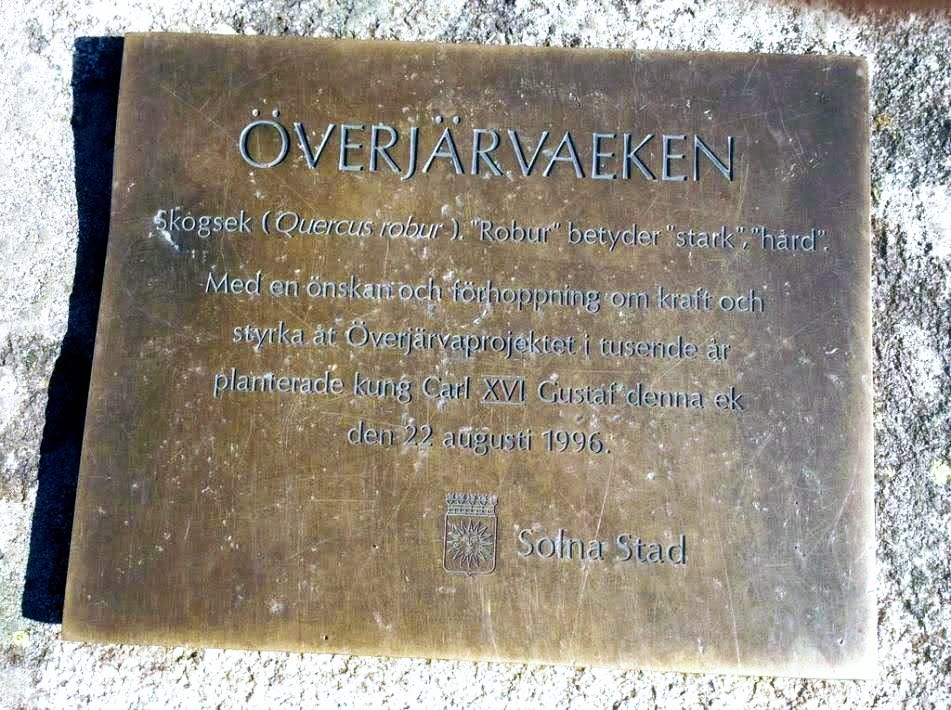 ÖVERJÄRVAEKEN
Skogsek (Quercus robur). "Robur" betyder "stark", "hård".
Med en önskan och förhoppning om kraft och
styrka åt Överjärvaprojektet i tusende år
planterade kung Carl XVI Gustaf denna ek
den 22 augusti 1996.
Solna Stad